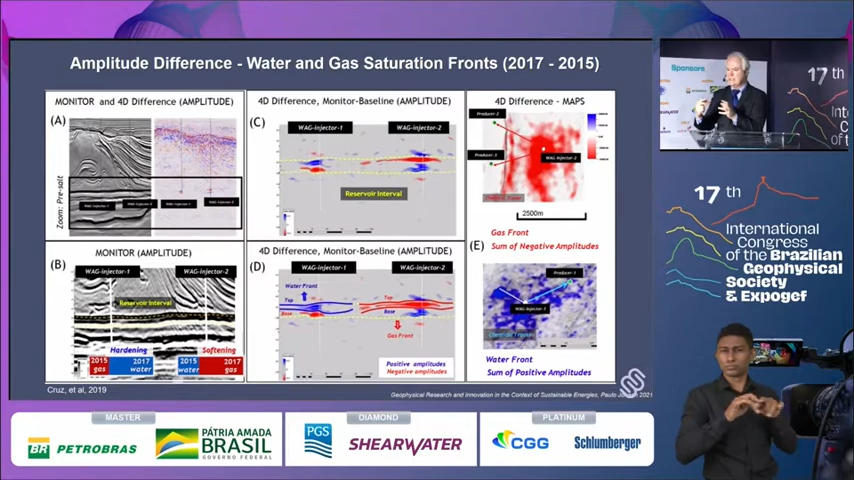 Amplitude Difference - Water and Gas Saturation Fronts (2017 - 2015)
MONITOR and 4D Difference (AMPLITUDE)
(A)
Zoom: Pre-salt
4D Difference, Monitor-Baseline (AMPLITUDE)
WAG-injector-1
WAG-injector-2
(C)
Reservoir Interval
4D Difference - MAPS
Producer-3
WAG-injector-2
2500m
Gas Front
Sum of Negative Amplitudes
(E)
MONITOR (AMPLITUDE)
WAG-injector-1
WAG-injector-2
(B)
Reservoir Interval
Hardening
Softening
2015
gas
2017
water
2015
water
2017
gas
4D Difference, Monitor-Baseline (AMPLITUDE)
WAG-injector-1
WAG-injector-2
(D)
Water Front
Top
Base
Top
Base
Gas Front
Positive amplitudes
Negative amplitudes
Producer-1
WAG-injector-1
Water Front
Sum of Positive Amplitudes
Cruz, et al, 2019
Geophysical Research and Innovation in the Context of Sustainable Energies, Paulo
2021
Sponsors
17 th
17 th
International
Congress
of the Brazilian
Geophysical
Society
& Expogef
MASTER
BR PETROBRAS
PÁTRIA AMADA
BRASIL
GOVERNO FEDERAL
DIAMOND
PGS
SHEARWATER
PLATINUM
CGG
Schlumberger